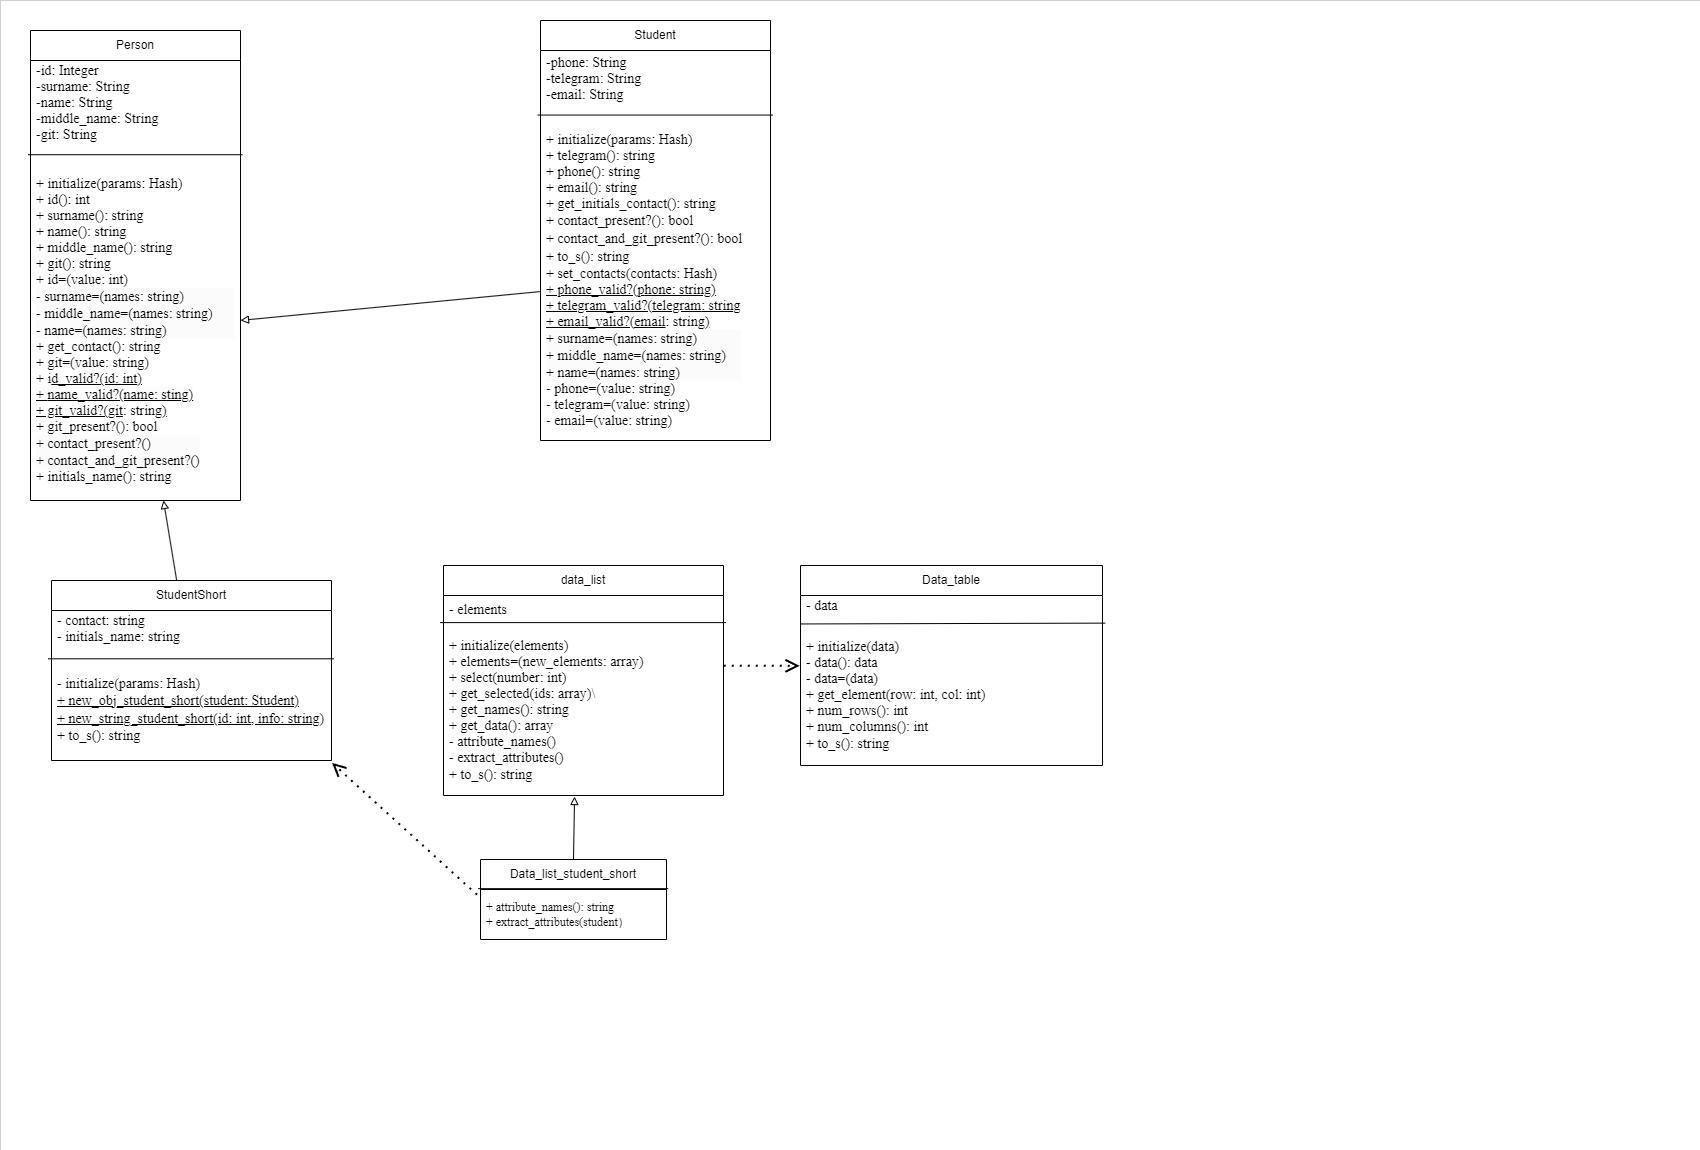 Person
-id: Integer
-surname: String
-name: String
-middle_name: String
-git: String
+ initialize(params: Hash)
+ id(): int
+ surname(): string
+ name(): string
+ middle_name(): string
+ git(): string
+ id=(value: int)
- surname=(names: string)
- middle_name=(names: string)
- name=(names: string)
+ get_contact(): string
+ git=(value: string)
+ id_valid?(id: int)
+ name_valid?(name: sting)
+ git_valid?(git: string)
+ git_present?(): bool
+ contact_present?()
+ contact_and_git_present?()
+ initials_name(): string
Student
-phone: String
-telegram: String
-email: String
+ initialize(params: Hash)
+ telegram(): string
+ phone(): string
+ email(): string
+ get_initials_contact(): string
+ contact_present?(): bool
+ contact_and_git_present?(): bool
+ to_s(): string
+ set_contacts(contacts: Hash)
+ phone_valid?(phone: string)
+ telegram_valid?(telegram: string
+ email_valid?(email: string)
+ surname=(names: string)
+ middle_name=(names: string)
+ name=(names: string)
- phone=(value: string)
- telegram=(value: string)
- email=(value: string)
StudentShort
- contact: string
- initials_name: string
- initialize(params: Hash)
+ new_obj_student_short(student: Student)
+ new_string_student_short(id: int, info: string)
+ to_s(): string
data_list
- elements
+ initialize(elements)
+ elements=(new_elements: array)
+ select(number: int)
+ get_selected(ids: array)\
+ get_names(): string
+ get_data(): array
- attribute_names()
- extract_attributes()
+ to_s(): string
Data_table
- data
+ initialize(data)
- data(): data
- data=(data)
+ get_element(row: int, col: int)
+ num_rows(): int
+ num_columns(): int
+ to_s(): string
Data_list_student_short
+ attribute_names(): string
+ extract_attributes(student)